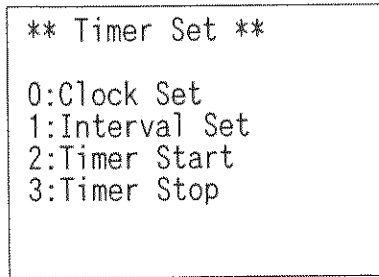 ** Timer Set **
0:Clock Set
1:Interval Set
2:Timer Start
3:Timer Stop